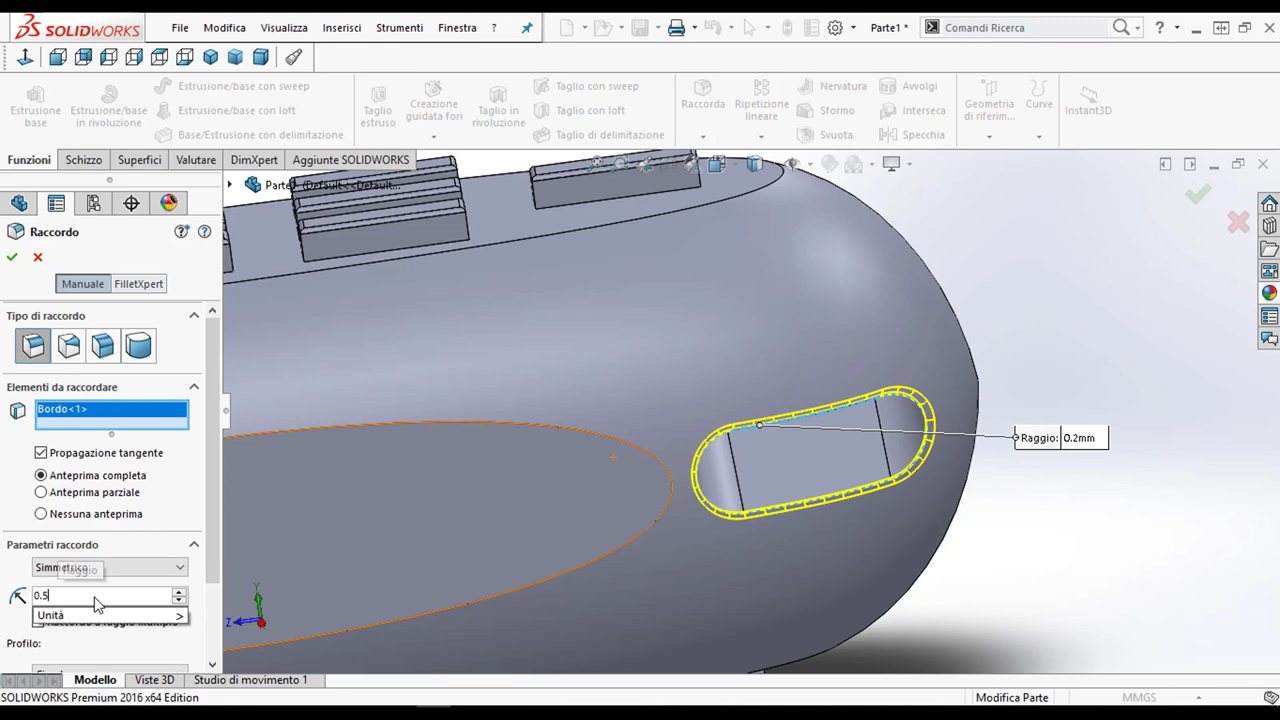 SOLIDWORKS File Modifica Visualizza Inserisci Strumenti Finestra ? Parte1 * Comandi Ricerca ?
Estrusione/base con sweep
Estrusione/base con loft
Base/Estrusione con delimitazione
Estrusione base
Estrusione/base in rivoluzione
Taglio estruso
Creazione guidata fori
Taglio in rivoluzione
Taglio con sweep
Taglio con loft
Taglio di delimitazione
Raccorda
Ripetizione lineare
Nervatura
Sformo
Svuota
Avvolgi
Interseca
Specchia
Geometria di riferim...
Curve
Instant3D
Funzioni Schizzo Superfici Valutare DimXpert Aggiunte SOLIDWORKS
(Default<<Default...
Raccordo
Manuale FilletXpert
Tipo di raccordo
Elementi da raccordare
Bordo<1>
Propagazione tangente
Anteprima completa
Anteprima parziale
Nessuna anteprima
Parametri raccordo
Simmetrico
Raggio
0.5
Unità >
Profilo:
Raggio: 0.2mm
Y
Z
Modello Viste 3D Studio di movimento 1
SOLIDWORKS Premium 2016 x64 Edition Modifica Parte MMGS